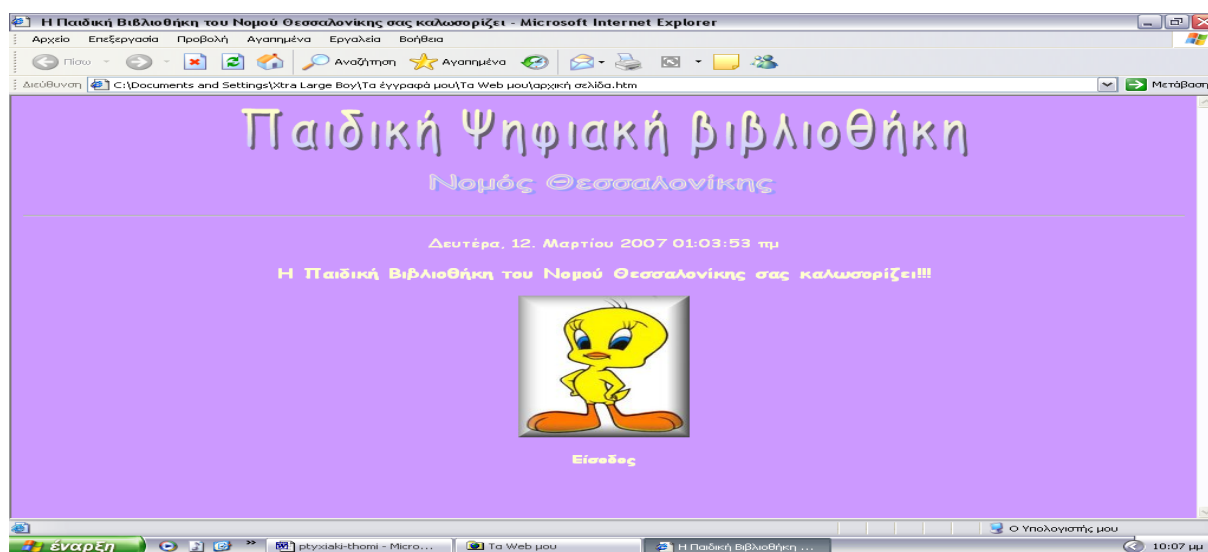 Η Παιδική Βιβλιοθήκη του Νομού Θεσσαλονίκης σας καλωσορίζει - Microsoft Internet Explorer
Αρχείο Επεξεργασία Προβολή Αγαπημένα Εργαλεία Βοήθεια
Πίσω Αναζήτηση Αγαπημένα
Διεύθυνση C:\Documents and Settings\Xtra Large Boy\Τα έγγραφά μου\Τα Web μου\αρχική σελίδα.htm Μετάβαση
Παιδική Ψηφιακή βιβλιοθήκη
Νομός Θεσσαλονίκης
Δευτέρα, 12. Μαρτίου 2007 01:03:53 πμ
Η Παιδική Βιβλιοθήκη του Νομού Θεσσαλονίκης σας καλωσορίζει!!!
Είσοδος
Ο Υπολογιστής μου
έναρξη » ptyxiaki-thomi - Micro... Τα Web μου Η Παιδική Βιβλιοθήκη ... 10:07 μμ